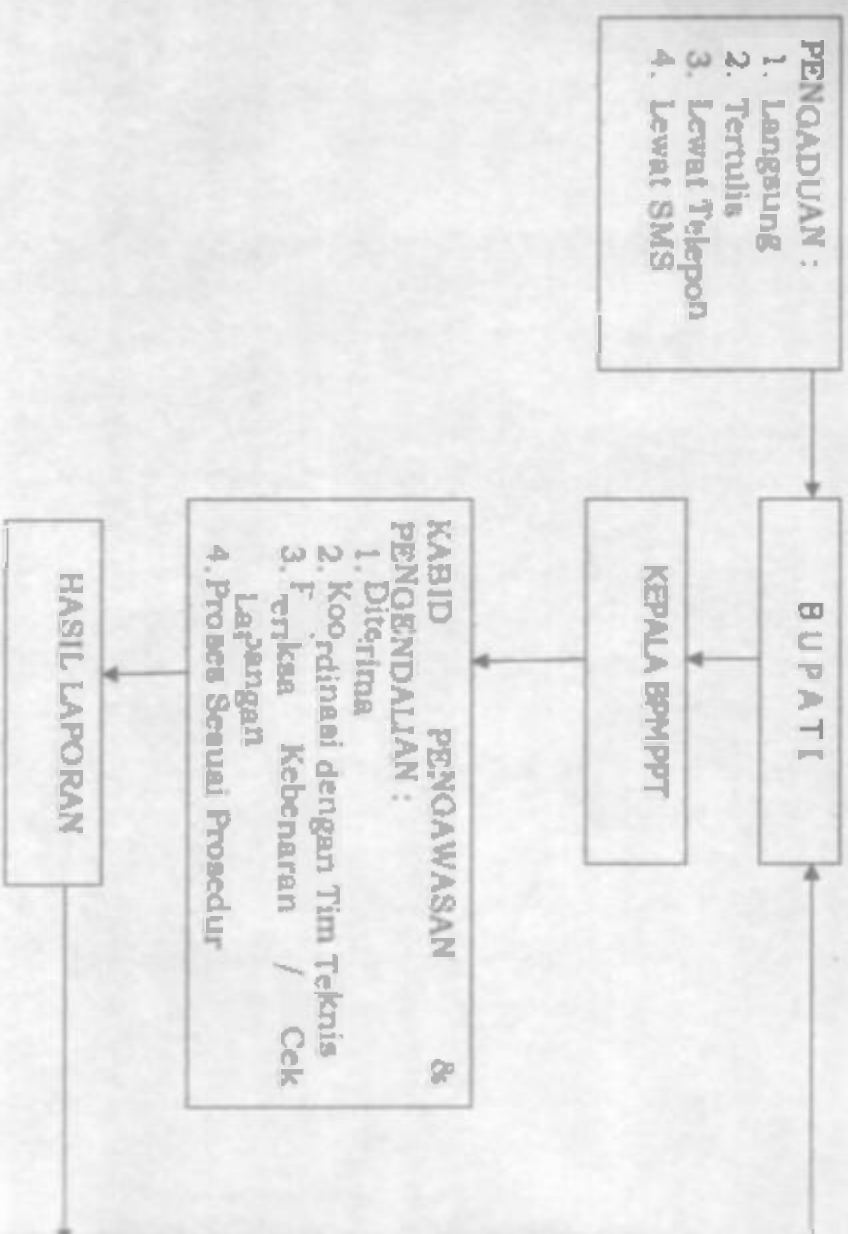 PENGADUAN :
1. Langsung
2. Tertulis
3. Lewat Telepon
4. Lewat SMS
B U P A T I
KEPALA BPMPPT
KABID PENGAWASAN &
PENGENDALIAN :
1. Diterima
2. Koordinasi dengan Tim Teknis
3. Periksa Kebenaran / Cek
Lapangan
4. Proses Sesuai Prosedur
HASIL LAPORAN